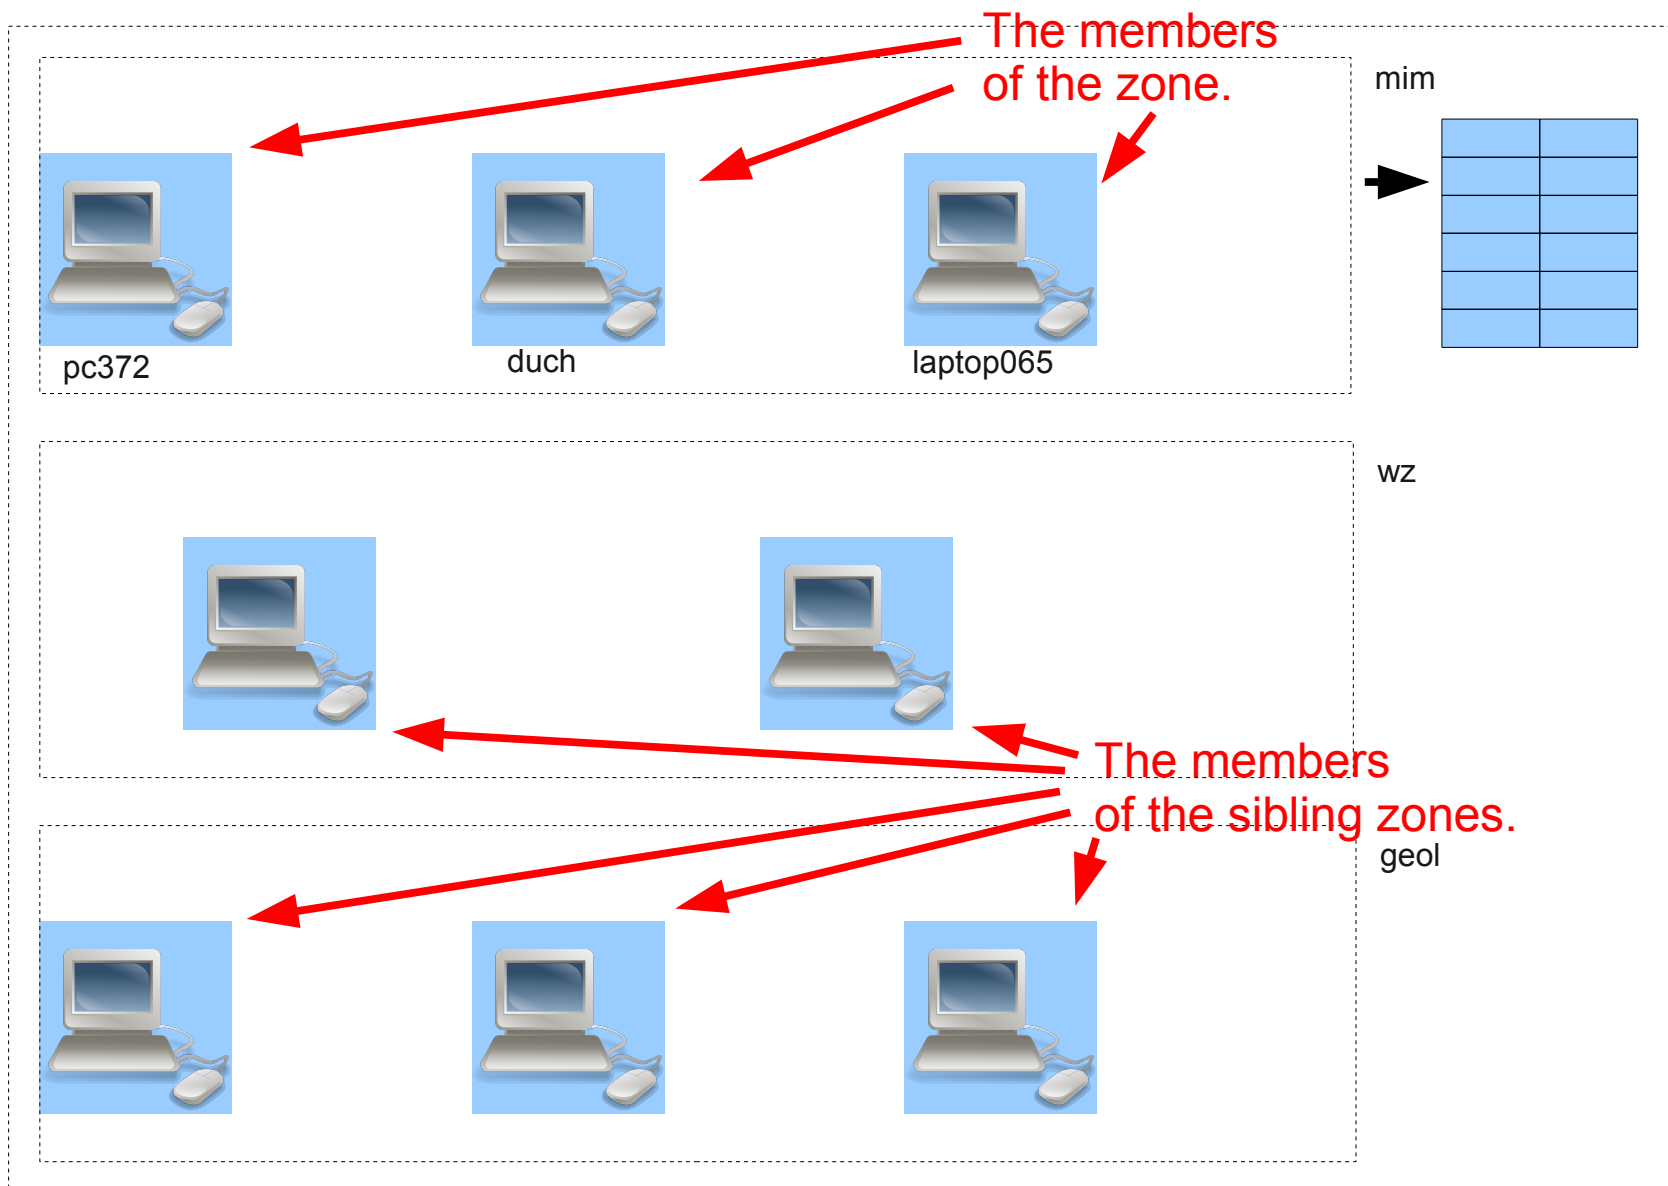 The members
of the zone.
mim
pc372
duch
laptop065
wz
The members
of the sibling zones.
geol